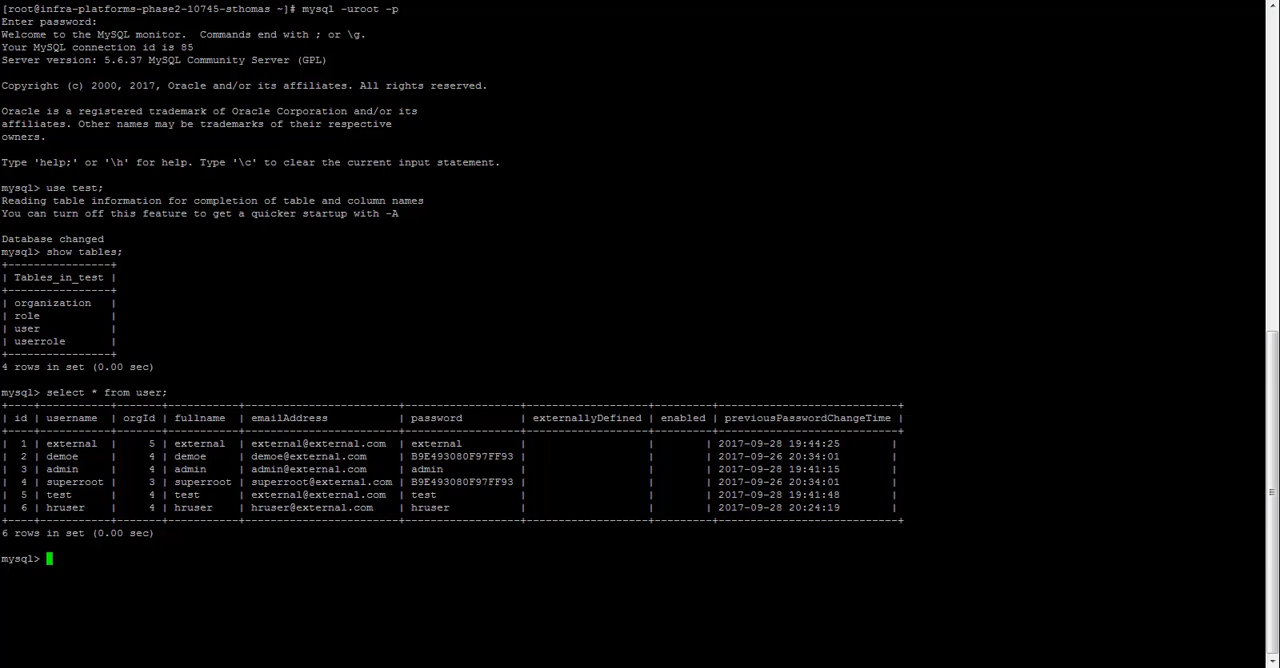 [root@infra-platforms-phase2-10745-sthomas ~]# mysql -uroot -p
Enter password:
Welcome to the MySQL monitor.  Commands end with ; or \g.
Your MySQL connection id is 85
Server version: 5.6.37 MySQL Community Server (GPL)
Copyright (c) 2000, 2017, Oracle and/or its affiliates. All rights reserved.
Oracle is a registered trademark of Oracle Corporation and/or its
affiliates. Other names may be trademarks of their respective
owners.
Type 'help;' or '\h' for help. Type '\c' to clear the current input statement.
mysql> use test;
Reading table information for completion of table and column names
You can turn off this feature to get a quicker startup with -A
Database changed
mysql> show tables;
+----------------+
| Tables_in_test |
+----------------+
| organization   |
| role           |
| user           |
| userrole       |
+----------------+
4 rows in set (0.00 sec)
mysql> select * from user;
+----+-----------+-------+-----------+------------------------+------------------+-------------------+---------+----------------------------+
| id | username  | orgId | fullname  | emailAddress           | password         | externallyDefined | enabled | previousPasswordChangeTime |
+----+-----------+-------+-----------+------------------------+------------------+-------------------+---------+----------------------------+
|  1 | external  |     5 | external  | external@external.com  | external         |                   |         | 2017-09-28 19:44:25        |
|  2 | demoe     |     4 | demoe     | demoe@external.com     | B9E493080F97FF93 |                   |         | 2017-09-26 20:34:01        |
|  3 | admin     |     4 | admin     | admin@external.com     | admin            |                   |         | 2017-09-28 19:41:15        |
|  4 | superroot |     3 | superroot | superroot@external.com | B9E493080F97FF93 |                   |         | 2017-09-26 20:34:01        |
|  5 | test      |     4 | test      | external@external.com  | test             |                   |         | 2017-09-28 19:41:48        |
|  6 | hruser    |     4 | hruser    | hruser@external.com    | hruser           |                   |         | 2017-09-28 20:24:19        |
+----+-----------+-------+-----------+------------------------+------------------+-------------------+---------+----------------------------+
6 rows in set (0.00 sec)
mysql>